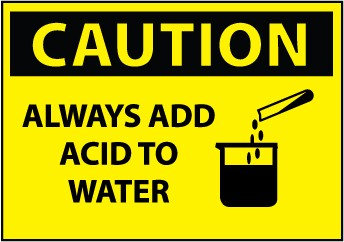 CAUTION
ALWAYS ADD
ACID TO
WATER